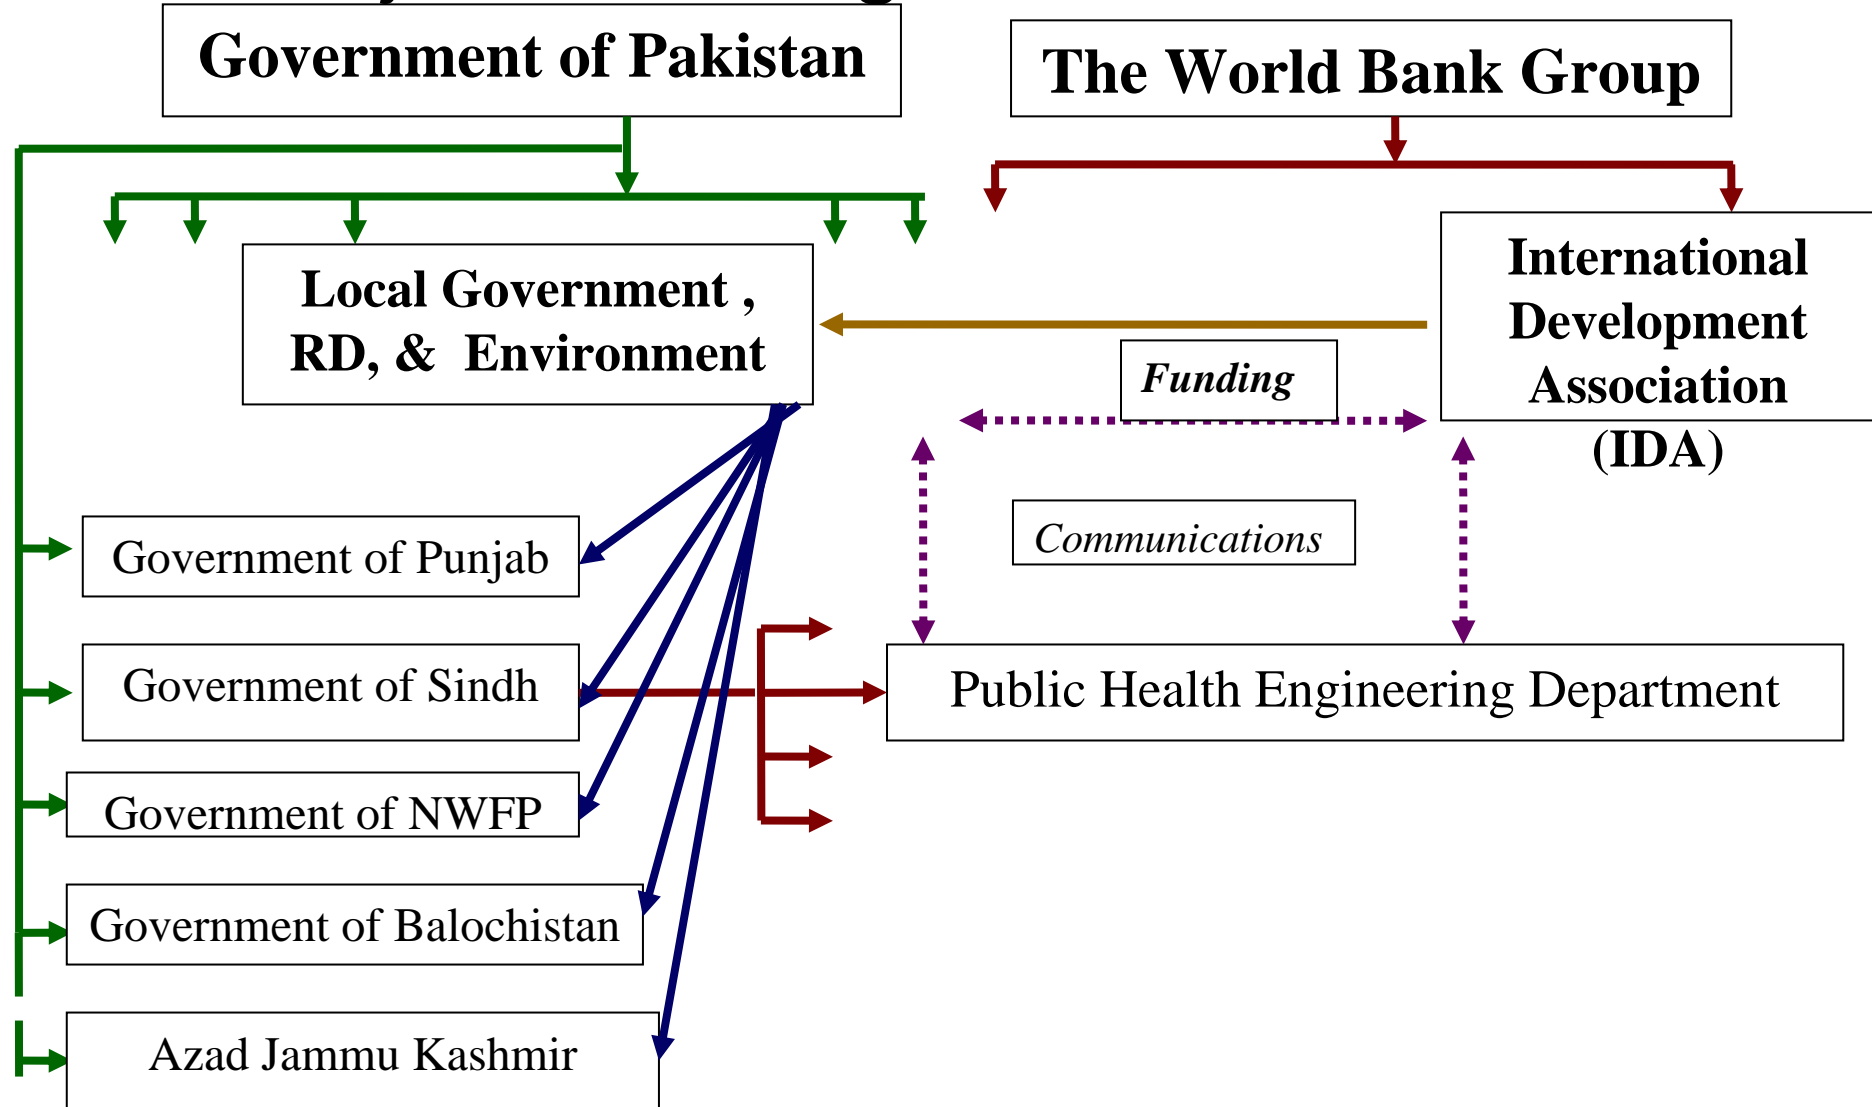 Government of Pakistan
The World Bank Group
Local Government ,
RD, & Environment
International
Development
Association
(IDA)
Funding
Communications
Government of Punjab
Government of Sindh
Public Health Engineering Department
Government of NWFP
Government of Balochistan
Azad Jammu Kashmir